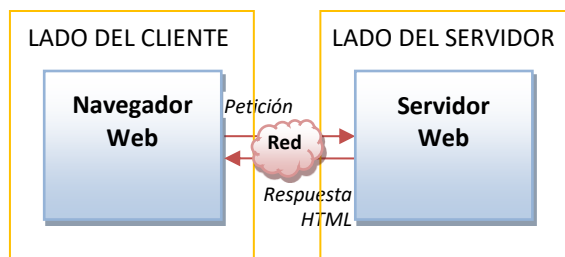 LADO DEL CLIENTE
LADO DEL SERVIDOR
Navegador
Web
Petición
Red
Servidor
Web
Respuesta
HTML